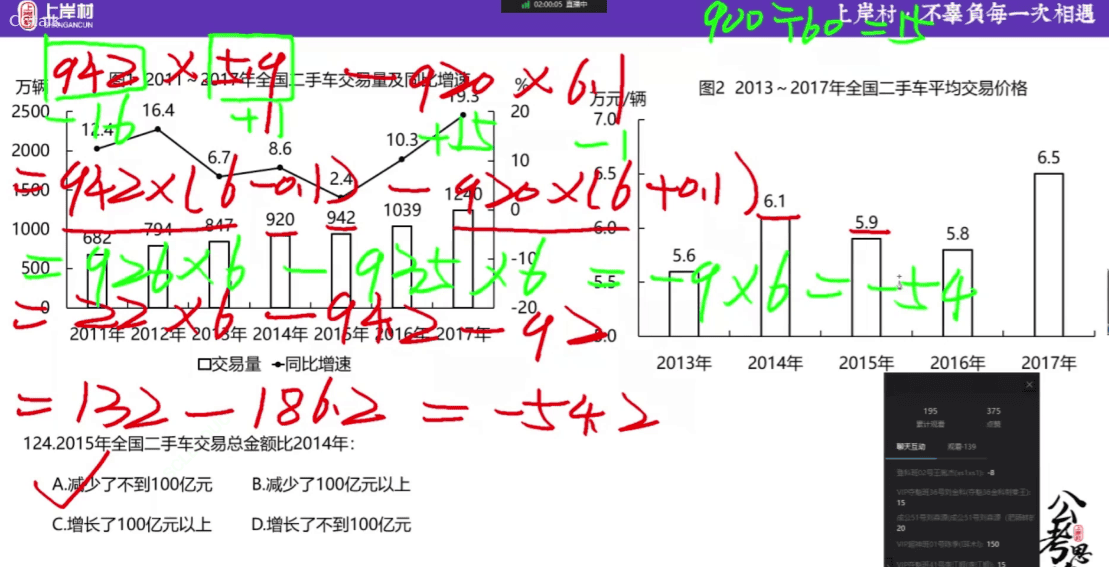 上岸村
02:00:05 直播中
上岸村 不辜負每一次相遇
900÷60=15
942×5.9 - 920×6.1
-16 +1 +15 -1
=942×(6-0.1)-920×(6+0.1)
=926×6-935×6=-9×6=-54
=22×6-94.2-92
=132-186.2=-54.2
图1 2011~2017年全国二手车交易量及同比增速
万辆
%
2500
2000
1500
1000
500
0
20
10
0
-10
-20
12.4 16.4 6.7 8.6 2.4 10.3 19.3
682 794 847 920 942 1039 1240
2011年 2012年 2013年 2014年 2015年 2016年 2017年
交易量 同比增速
图2 2013~2017年全国二手车平均交易价格
万元/辆
7.0
6.5
6.0
5.5
5.0
5.6 6.1 5.9 5.8 6.5
2013年 2014年 2015年 2016年 2017年
124.2015年全国二手车交易总金额比2014年:
A.减少了不到100亿元 B.减少了100亿元以上
C.增长了100亿元以上 D.增长了不到100亿元
195 375
累计观看 点赞
聊天互动 观看·139
-8
15
20
150
15
公考